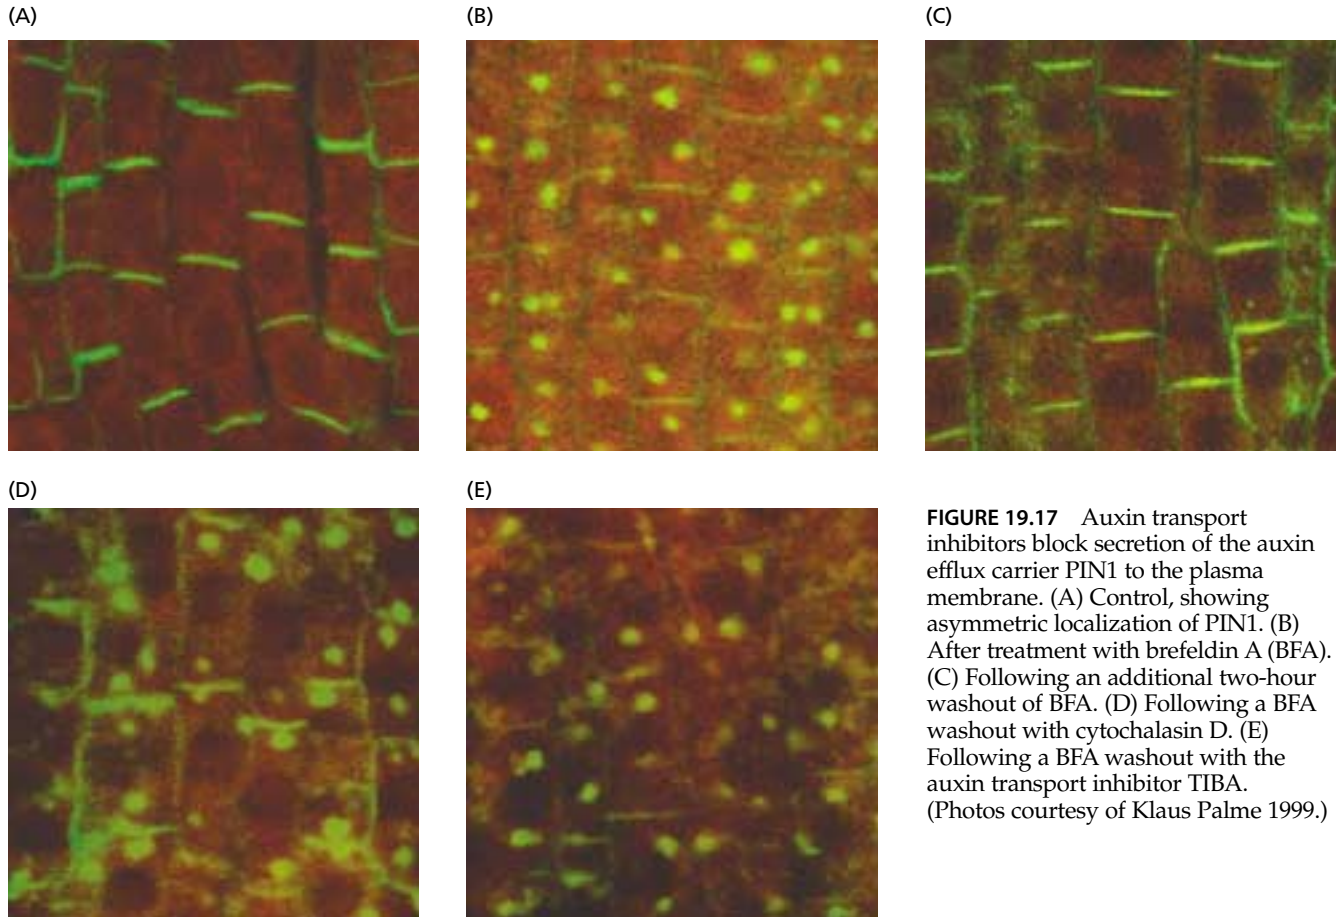 (A)
(B)
(C)
(D)
(E)
FIGURE 19.17 Auxin transport
inhibitors block secretion of the auxin
efflux carrier PIN1 to the plasma
membrane. (A) Control, showing
asymmetric localization of PIN1. (B)
After treatment with brefeldin A (BFA).
(C) Following an additional two-hour
washout of BFA. (D) Following a BFA
washout with cytochalasin D. (E)
Following a BFA washout with the
auxin transport inhibitor TIBA.
(Photos courtesy of Klaus Palme 1999.)